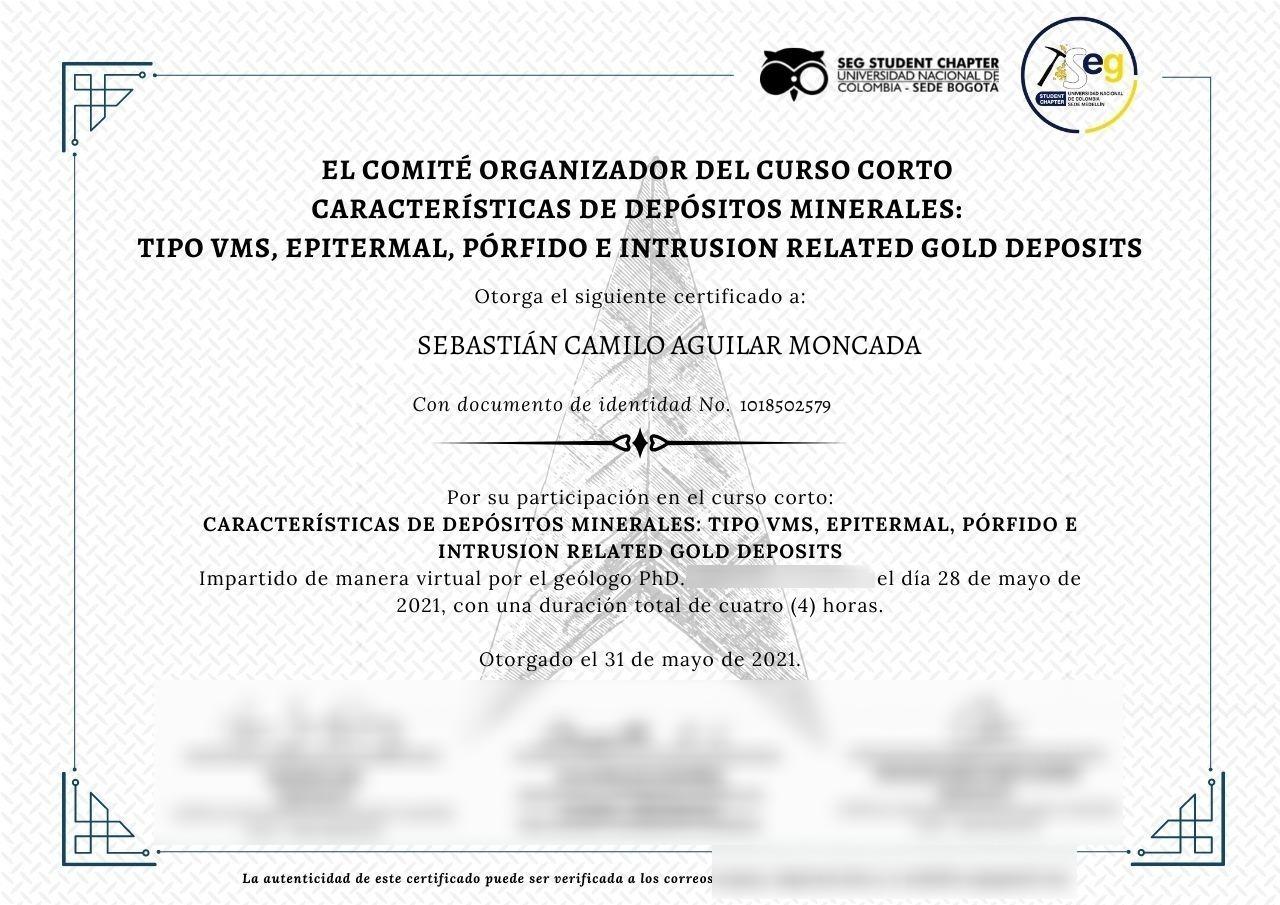 SEG STUDENT CHAPTER
UNIVERSIDAD NACIONAL DE
COLOMBIA - SEDE BOGOTÁ
Seg
STUDENT
CHAPTER
UNIVERSIDAD NACIONAL
DE COLOMBIA
SEDE MEDELLÍN
EL COMITÉ ORGANIZADOR DEL CURSO CORTO
CARACTERÍSTICAS DE DEPÓSITOS MINERALES:
TIPO VMS, EPITERMAL, PÓRFIDO E INTRUSION RELATED GOLD DEPOSITS
Otorga el siguiente certificado a:
SEBASTIÁN CAMILO AGUILAR MONCADA
Con documento de identidad No. 1018502579
Por su participación en el curso corto:
CARACTERÍSTICAS DE DEPÓSITOS MINERALES: TIPO VMS, EPITERMAL, PÓRFIDO E
INTRUSION RELATED GOLD DEPOSITS
Impartido de manera virtual por el geólogo PhD. el día 28 de mayo de
2021, con una duración total de cuatro (4) horas.
Otorgado el 31 de mayo de 2021.
La autenticidad de este certificado puede ser verificada a los correos